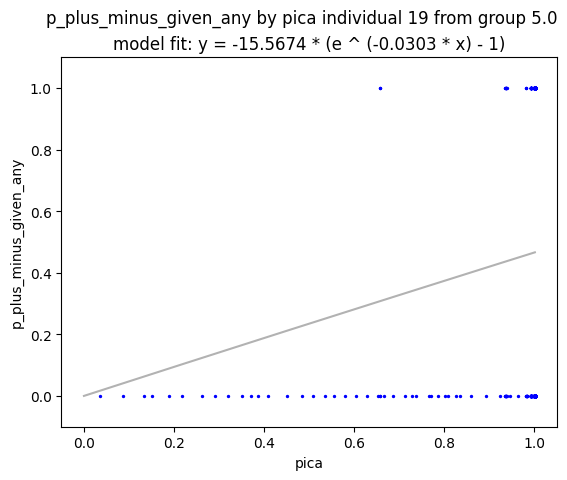 p_plus_minus_given_any by pica individual 19 from group 5.0
model fit: y = -15.5674 * (e ^ (-0.0303 * x) - 1)
1.0
0.8
0.6
0.4
0.2
0.0
p_plus_minus_given_any
0.0 0.2 0.4 0.6 0.8 1.0
pica